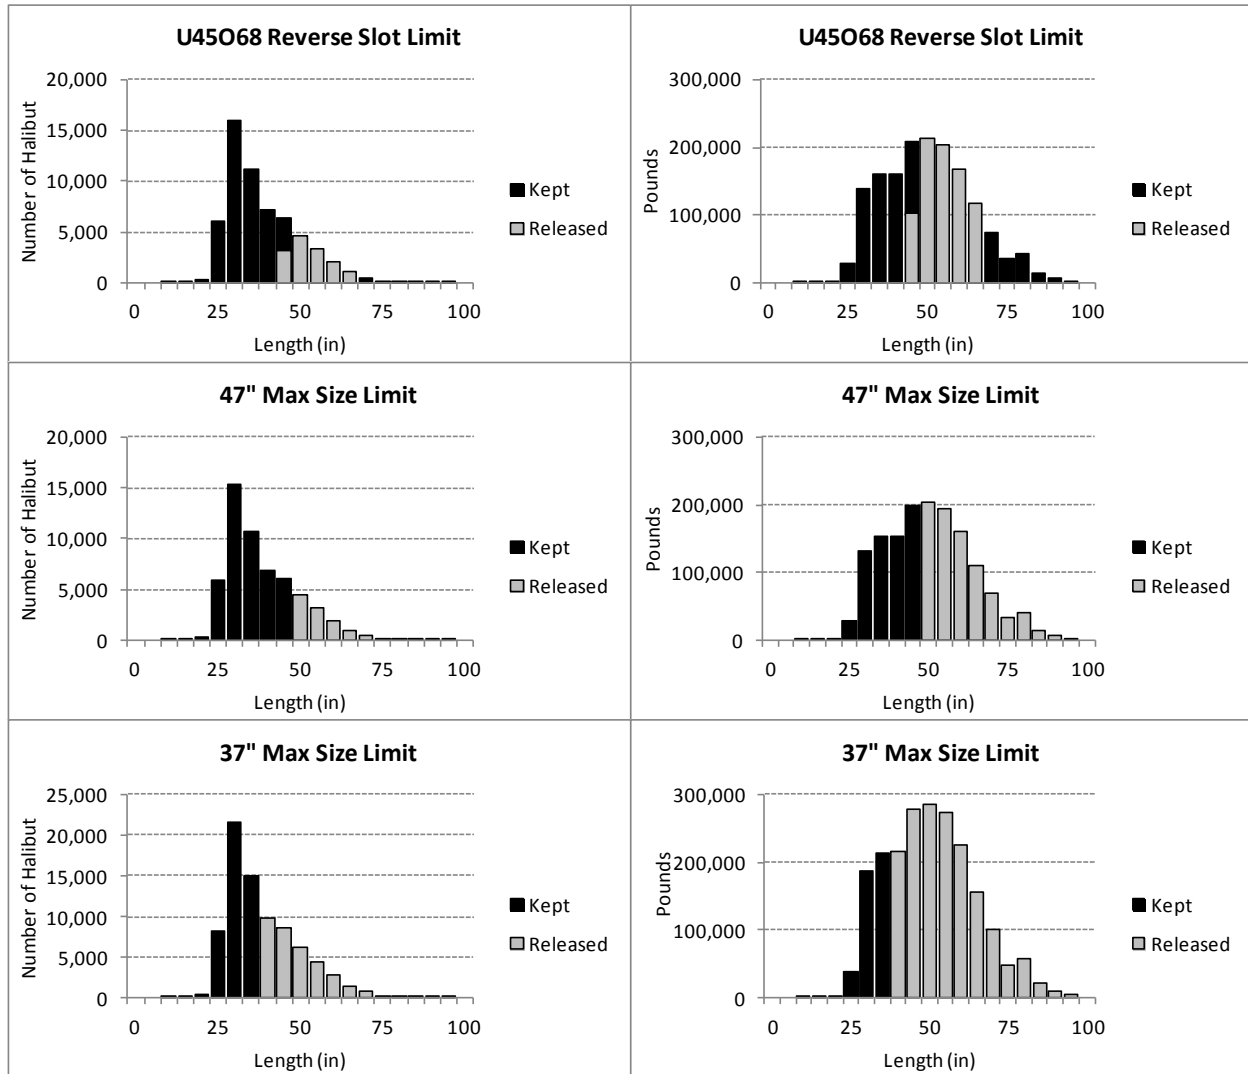 U45O68 Reverse Slot Limit
20,000
15,000
10,000
5,000
0
Number of Halibut
0 25 50 75 100
Length (in)
Kept
Released
U45O68 Reverse Slot Limit
300,000
200,000
100,000
0
Pounds
0 25 50 75 100
Length (in)
Kept
Released
47" Max Size Limit
20,000
15,000
10,000
5,000
0
Number of Halibut
0 25 50 75 100
Length (in)
Kept
Released
47" Max Size Limit
300,000
200,000
100,000
0
Pounds
0 25 50 75 100
Length (in)
Kept
Released
37" Max Size Limit
25,000
20,000
15,000
10,000
5,000
0
Number of Halibut
0 25 50 75 100
Length (in)
Kept
Released
37" Max Size Limit
300,000
200,000
100,000
0
Pounds
0 25 50 75 100
Length (in)
Kept
Released